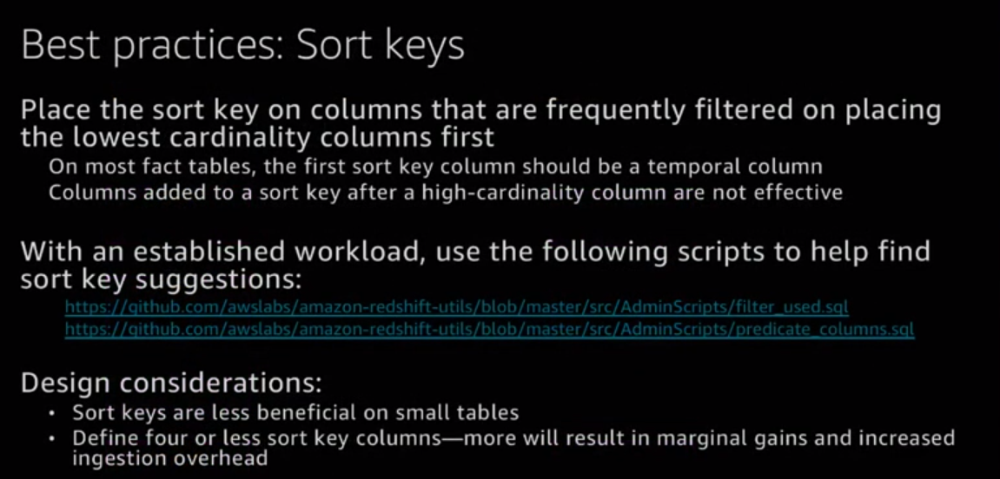 Best practices: Sort keys
Place the sort key on columns that are frequently filtered on placing
the lowest cardinality columns first
On most fact tables, the first sort key column should be a temporal column
Columns added to a sort key after a high-cardinality column are not effective
With an established workload, use the following scripts to help find
sort key suggestions:
https://github.com/awslabs/amazon-redshift-utils/blob/master/src/AdminScripts/filter_used.sql
https://github.com/awslabs/amazon-redshift-utils/blob/master/src/AdminScripts/predicate_columns.sql
Design considerations:
• Sort keys are less beneficial on small tables
• Define four or less sort key columns—more will result in marginal gains and increased
ingestion overhead